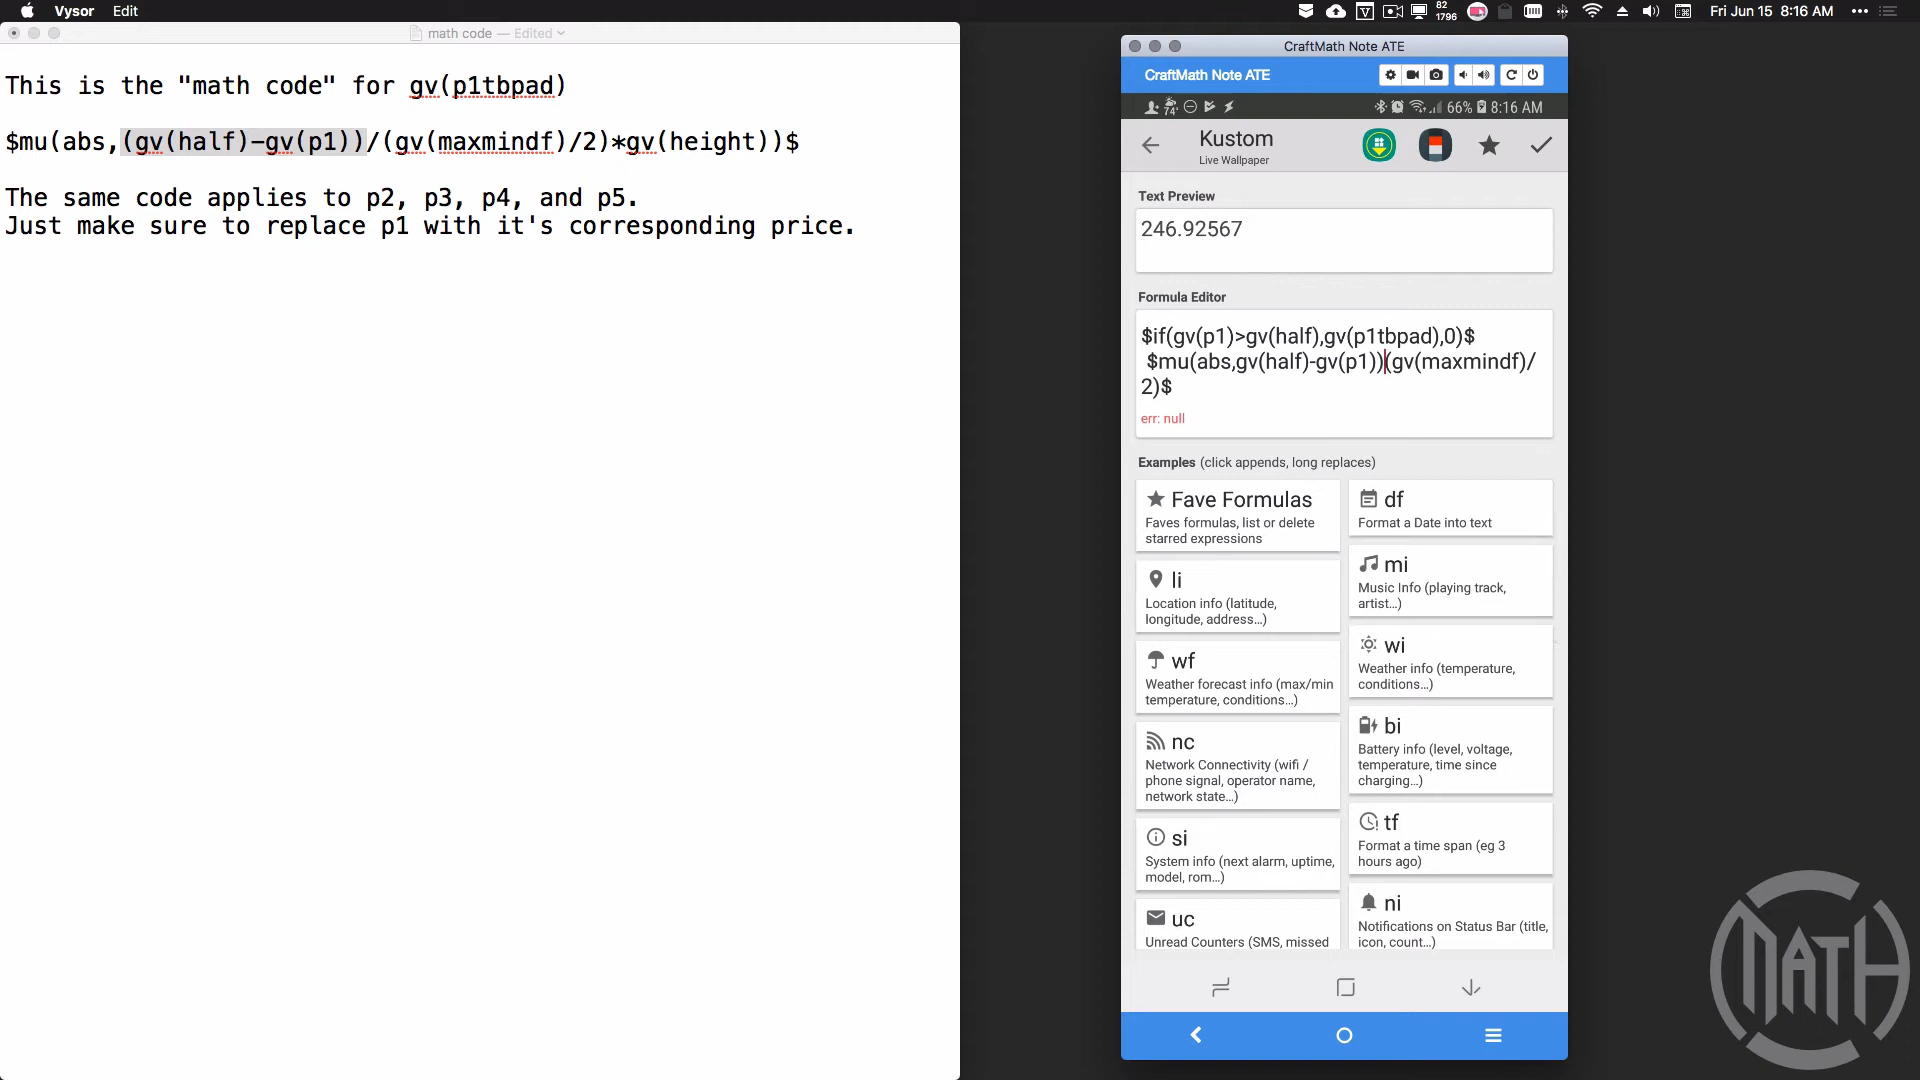 Vysor Edit
82
1796
Fri Jun 15 8:16 AM
math code — Edited
This is the "math code" for gv(p1tbpad)
$mu(abs,(gv(half)-gv(p1))/(gv(maxmindf)/2)*gv(height))$
The same code applies to p2, p3, p4, and p5.
Just make sure to replace p1 with it's corresponding price.
CraftMath Note ATE
CraftMath Note ATE
74°
66% 8:16 AM
Kustom
Live Wallpaper
Text Preview
246.92567
Formula Editor
$if(gv(p1)>gv(half),gv(p1tbpad),0)$
$mu(abs,gv(half)-gv(p1))(gv(maxmindf)/
2)$
err: null
Examples (click appends, long replaces)
Fave Formulas
Faves formulas, list or delete
starred expressions
df
Format a Date into text
li
Location info (latitude,
longitude, address...)
mi
Music Info (playing track,
artist...)
wf
Weather forecast info (max/min
temperature, conditions...)
wi
Weather info (temperature,
conditions...)
nc
Network Connectivity (wifi /
phone signal, operator name,
network state...)
bi
Battery info (level, voltage,
temperature, time since
charging...)
si
System info (next alarm, uptime,
model, rom...)
tf
Format a time span (eg 3
hours ago)
uc
Unread Counters (SMS, missed
ni
Notifications on Status Bar (title,
icon, count...)
MATH